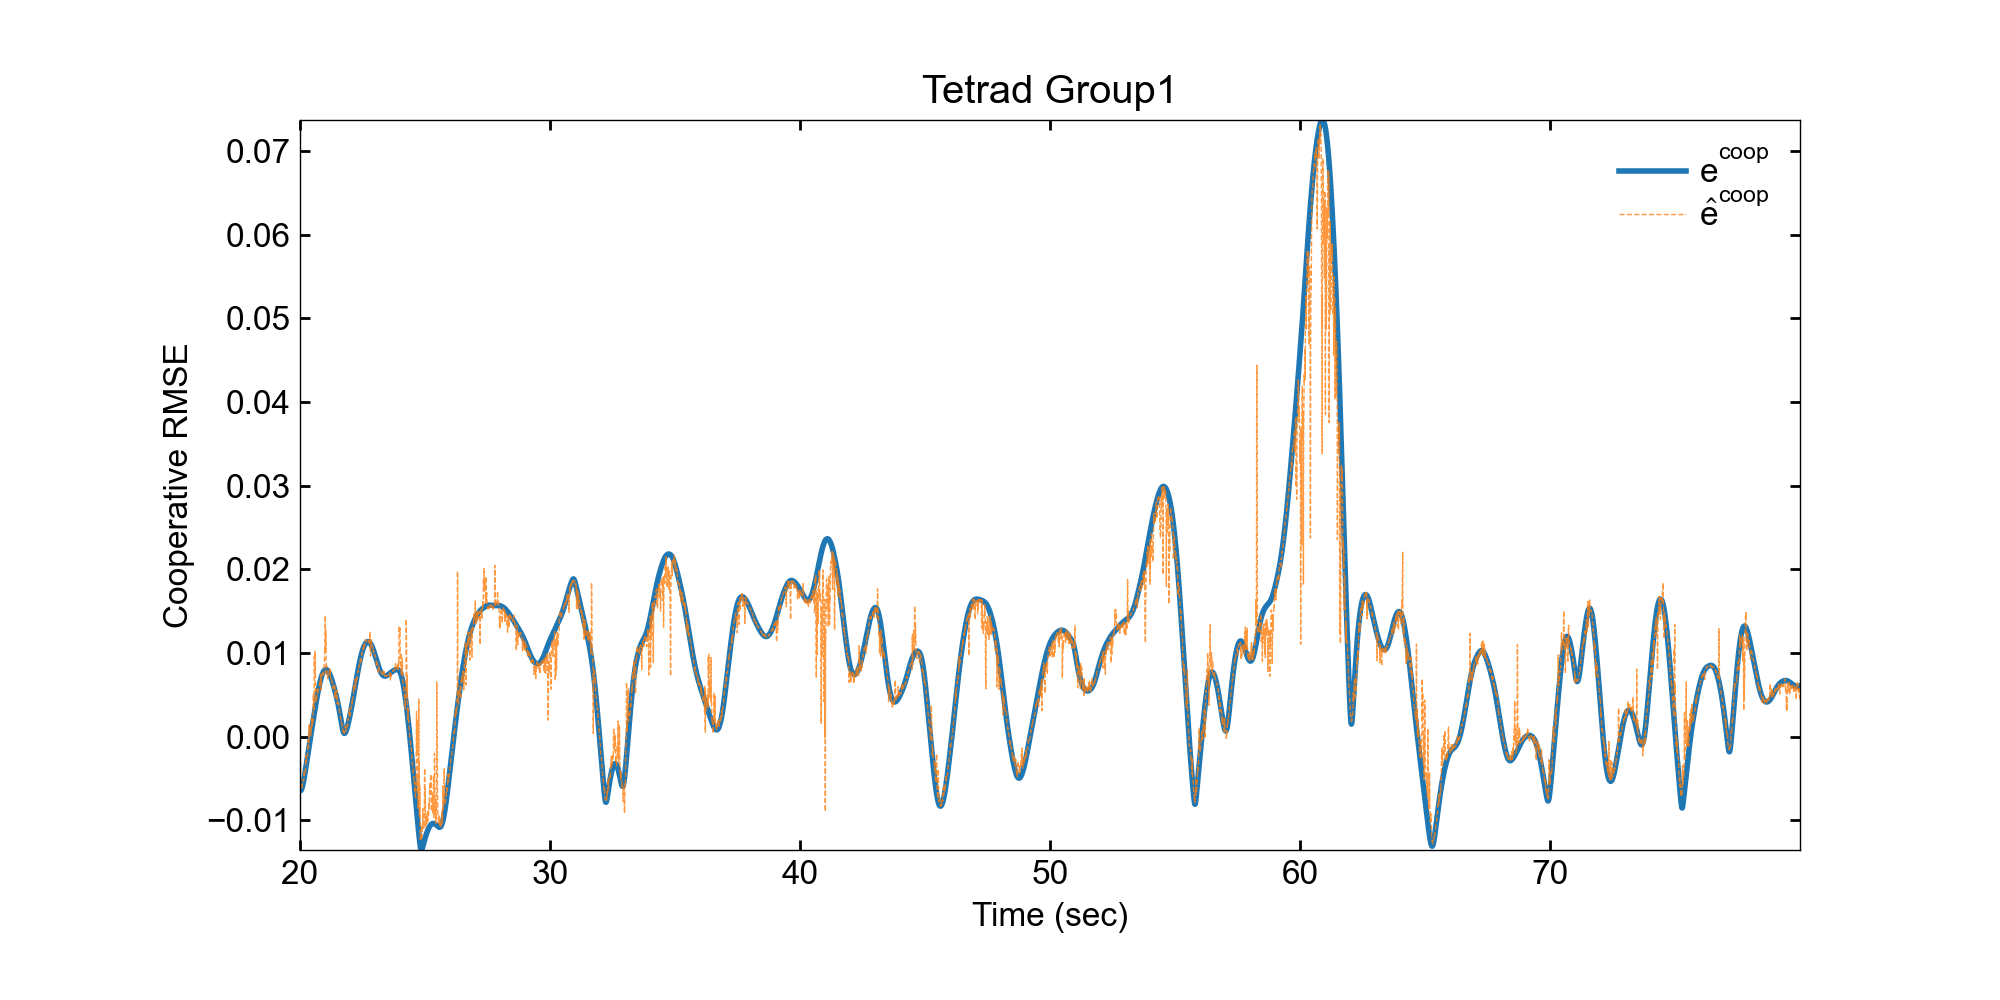 Tetrad Group1
e^coop
ê^coop
Cooperative RMSE
0.07
0.06
0.05
0.04
0.03
0.02
0.01
0.00
−0.01
20 30 40 50 60 70
Time (sec)